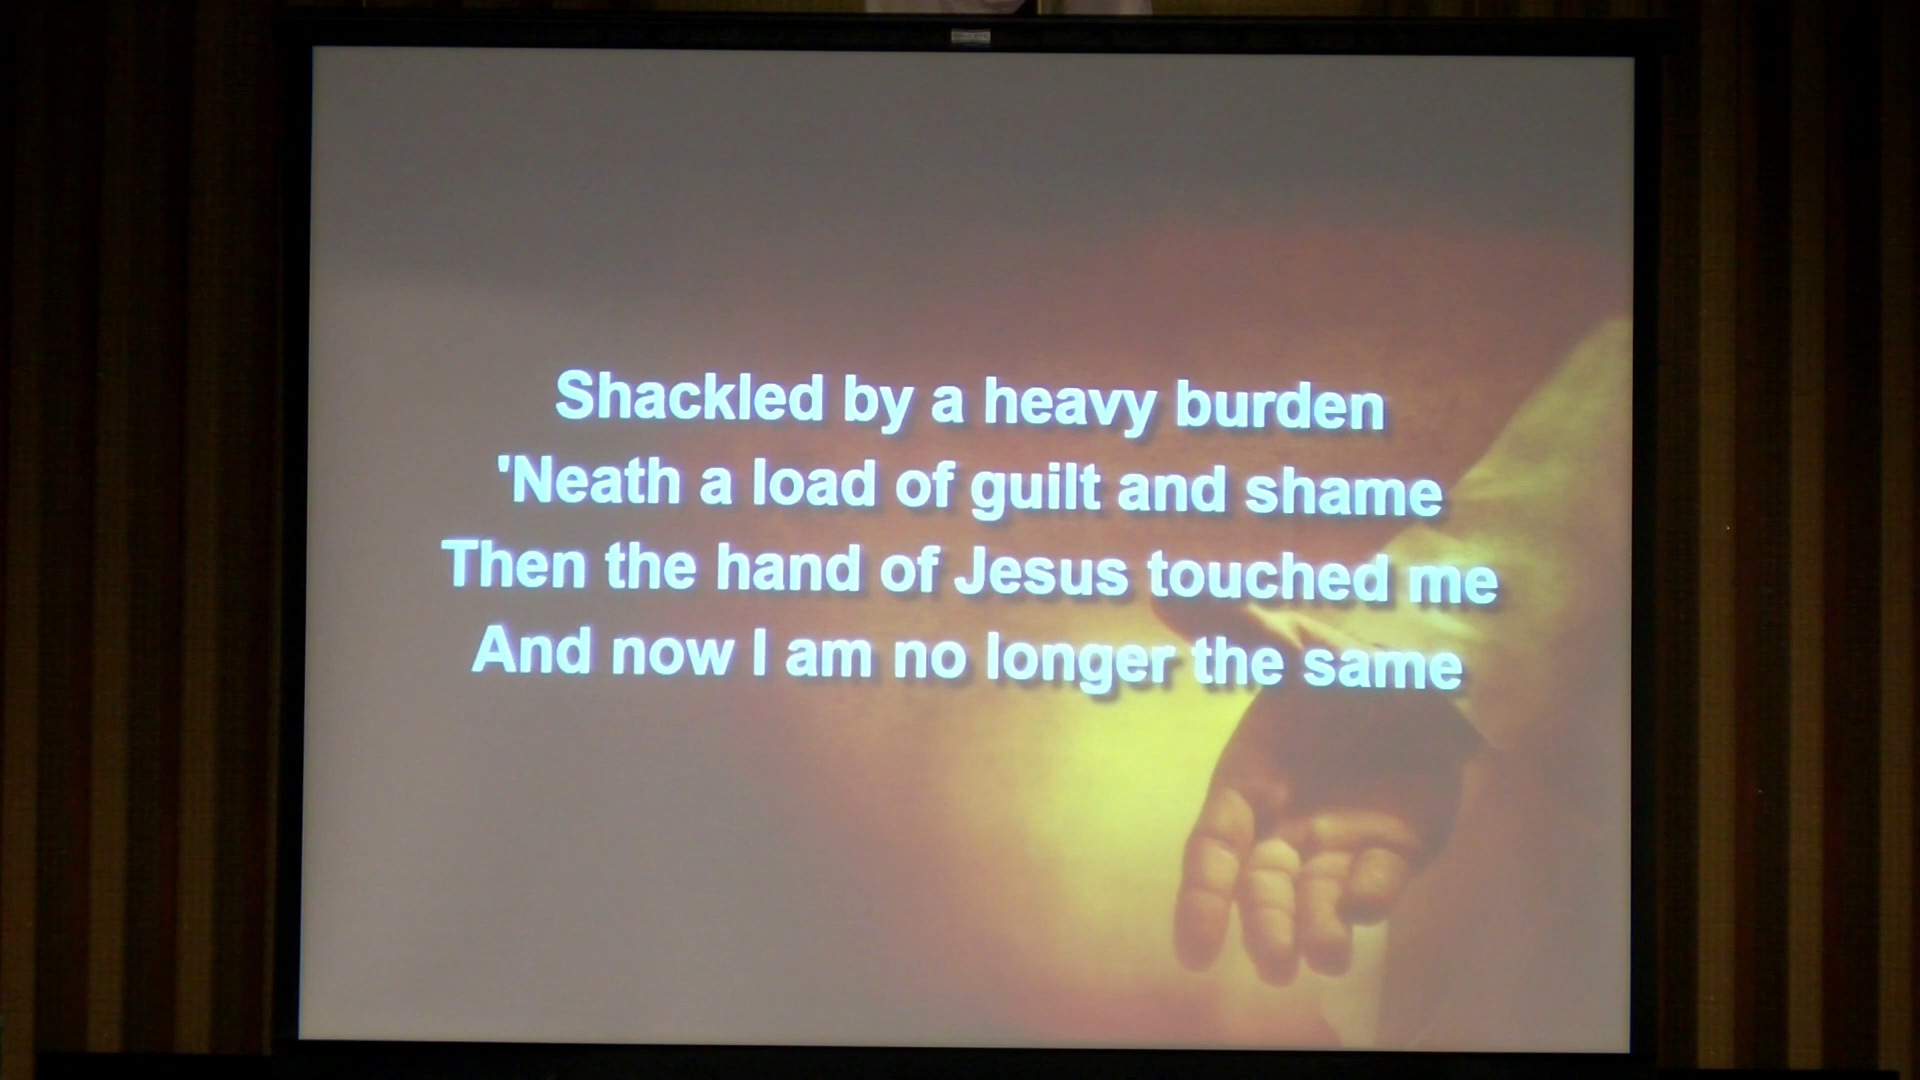 Shackled by a heavy burden
'Neath a load of guilt and shame
Then the hand of Jesus touched me
And now I am no longer the same